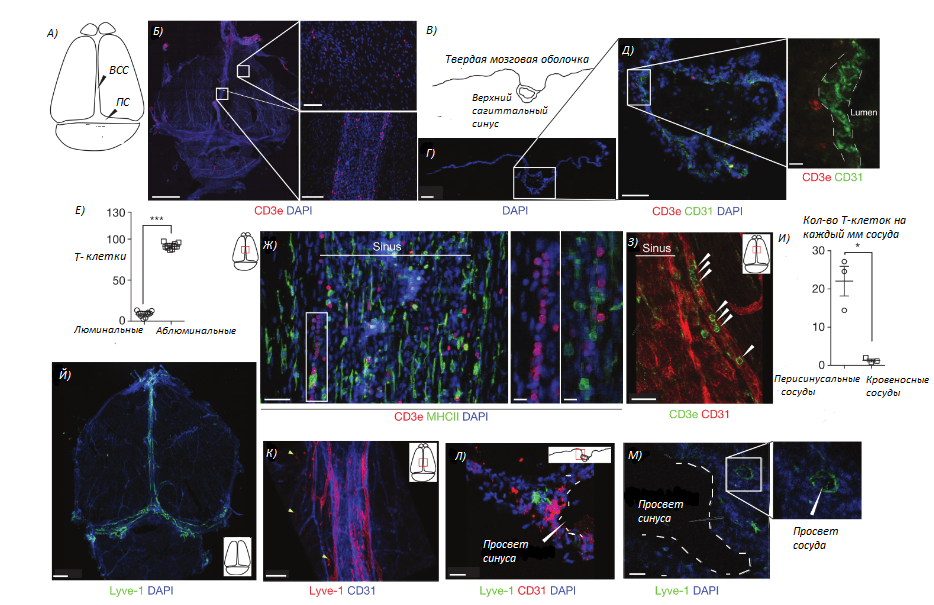 А)
ВСС
ПС
Б)
CD3e DAPI
В)
Твердая мозговая оболочка
Верхний
сагиттальный
синус
Г)
DAPI
Д)
Lumen
CD3e CD31 DAPI
CD3e CD31
Е)
130
100
50
0
***
Т- клетки
Люминальные
Аблюминальные
Ж)
Sinus
CD3e MHCII DAPI
З)
Sinus
CD3e CD31
И)
Кол-во Т-клеток на
каждый мм сосуда
30
20
10
0
*
Перисинусальные
сосуды
Кровеносные
сосуды
Й)
Lyve-1 DAPI
К)
Lyve-1 CD31
Л)
Просвет
синуса
Lyve-1 CD31 DAPI
М)
Просвет
синуса
Просвет
сосуда
Lyve-1 DAPI